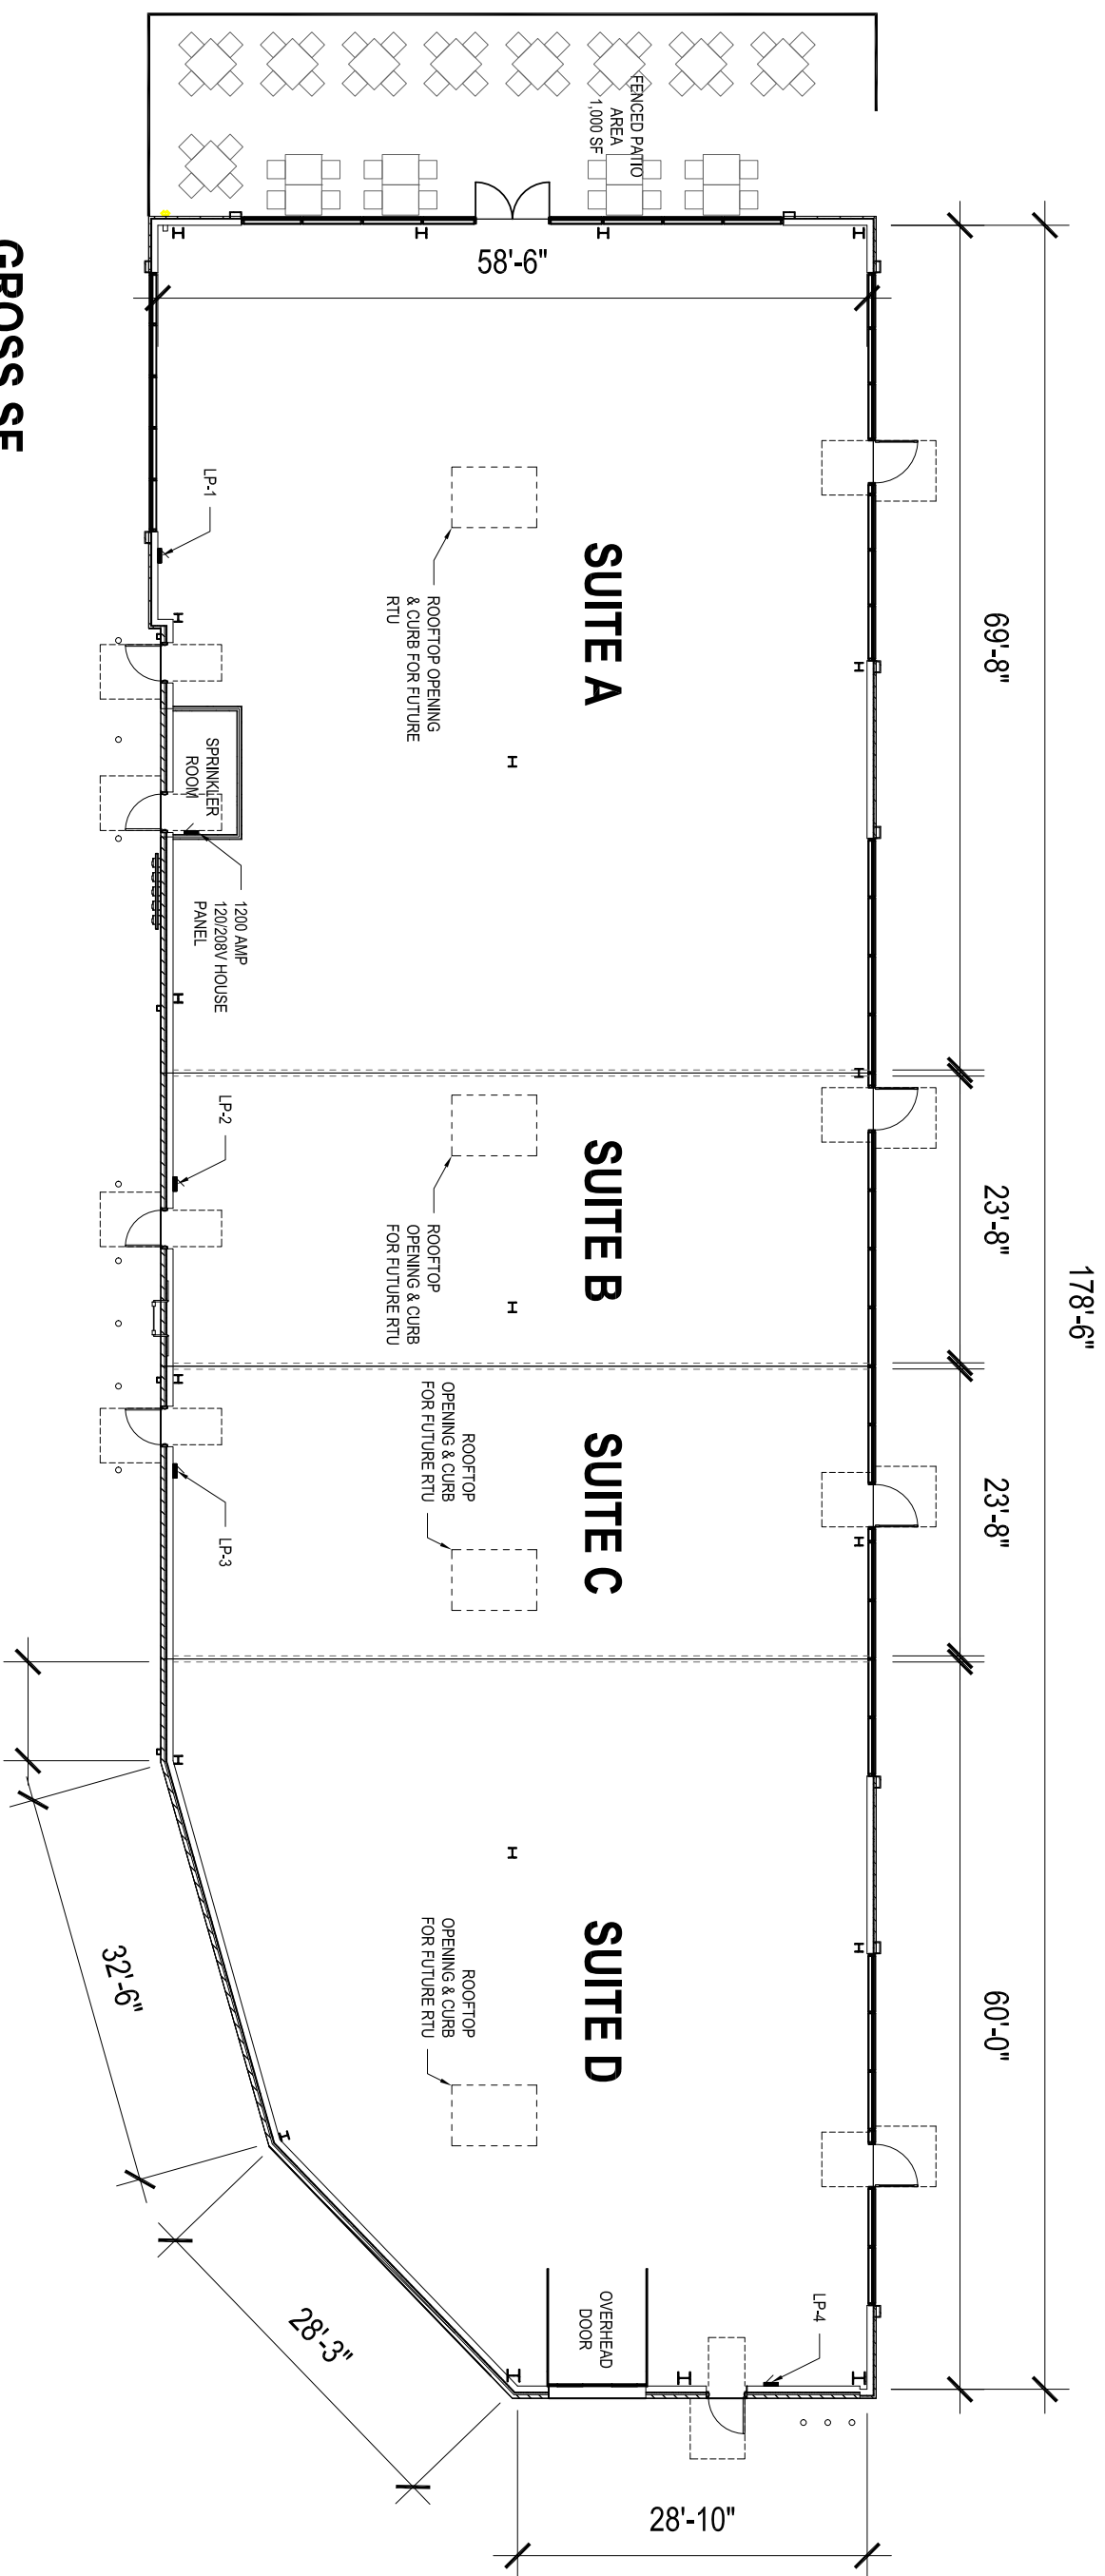 178'-6"
69'-8"
23'-8"
23'-8"
60'-0"
FENCED PATIO
AREA
1,000 SF
58'-6"
SUITE A
SUITE B
SUITE C
SUITE D
ROOFTOP OPENING
& CURB FOR FUTURE
RTU
ROOFTOP
OPENING & CURB
FOR FUTURE RTU
ROOFTOP
OPENING & CURB
FOR FUTURE RTU
ROOFTOP
OPENING & CURB
FOR FUTURE RTU
OVERHEAD
DOOR
LP-4
28'-10"
LP-1
SPRINKLER
ROOM
1200 AMP
120/208V HOUSE
PANEL
LP-2
LP-3
32'-6"
28'-3"
GROSS SF